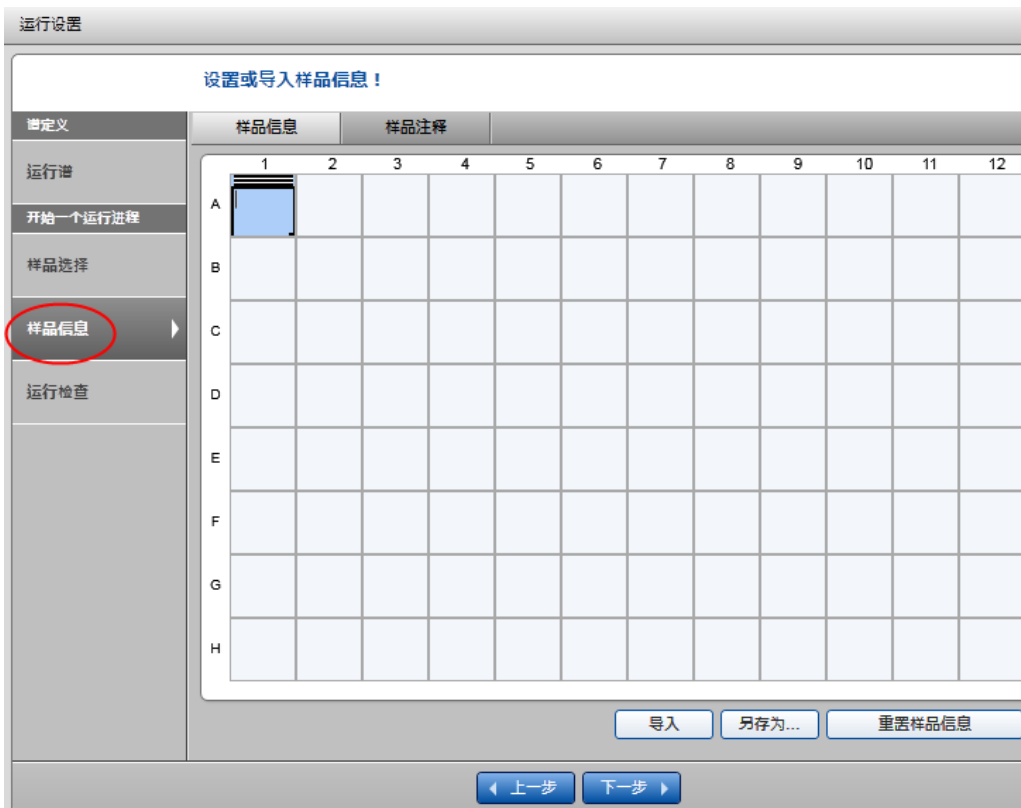 运行设置
设置或导入样品信息！
谱定义
样品信息 样品注释
运行谱
1 2 3 4 5 6 7 8 9 10 11 12
A
开始一个运行进程
样品选择
B
样品信息
C
运行检查
D
E
F
G
H
导入 另存为... 重置样品信息
上一步 下一步